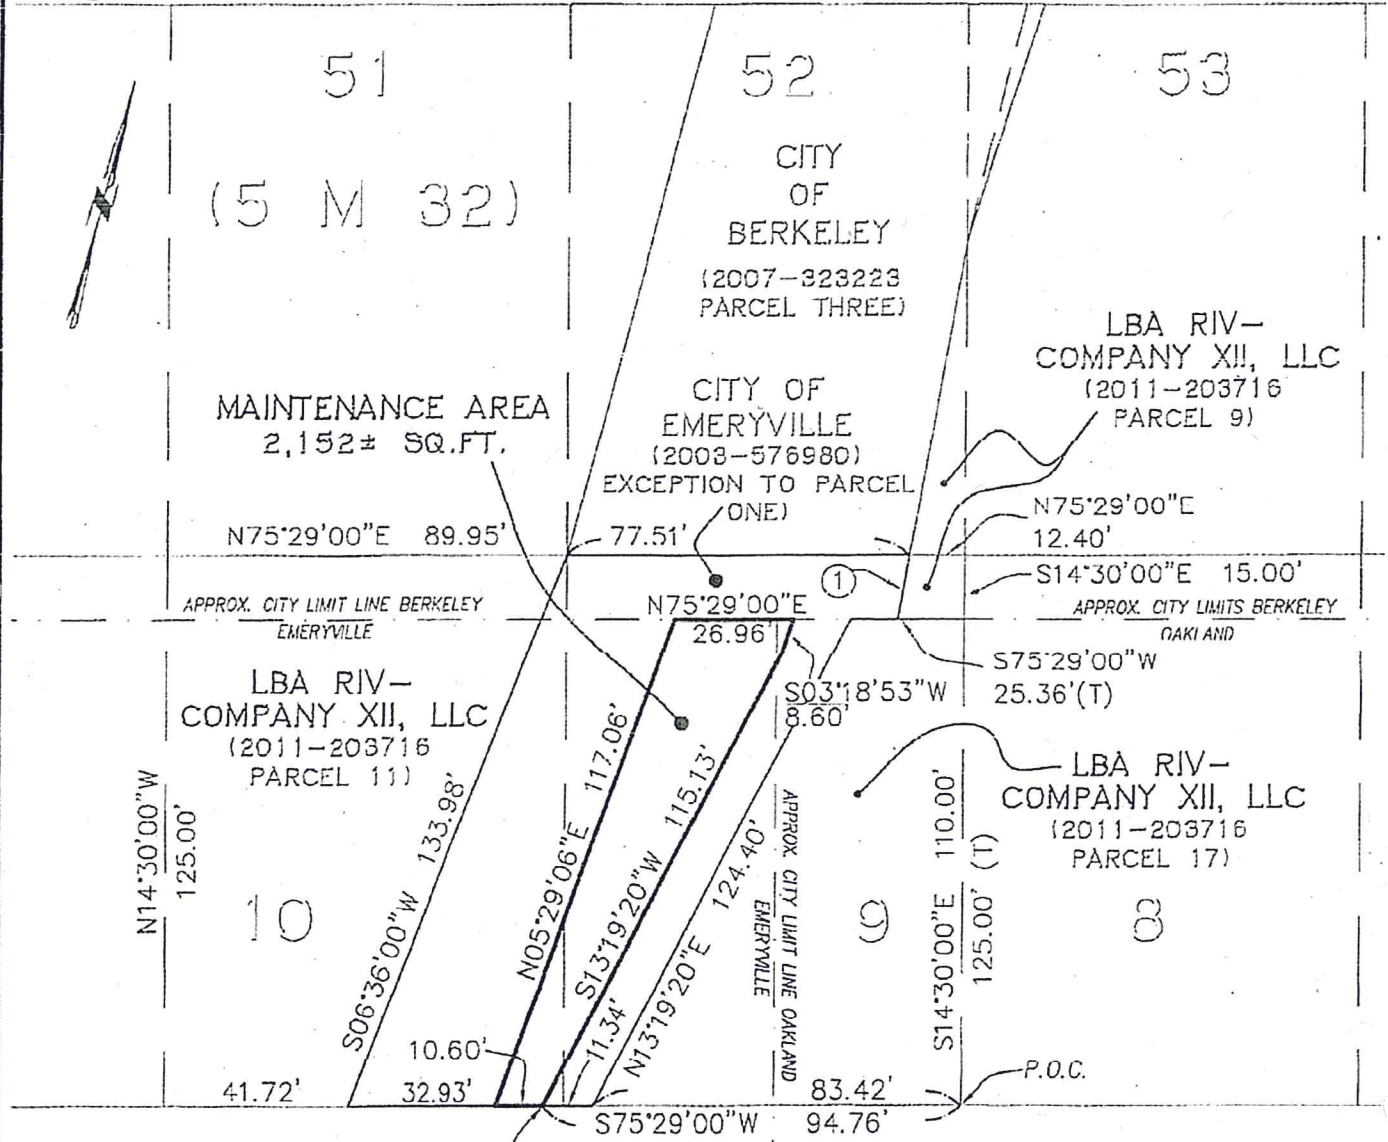 51
52
53
(5 M 32)
N
CITY
OF
BERKELEY
(2007-323223
PARCEL THREE)
LBA RIV-
COMPANY XII, LLC
(2011-203716
PARCEL 9)
MAINTENANCE AREA
2,152± SQ.FT.
CITY OF
EMERYVILLE
(2003-576980)
EXCEPTION TO PARCEL
ONE)
N75°29'00"E 89.95'
77.51'
N75°29'00"E
12.40'
1
S14°30'00"E 15.00'
APPROX. CITY LIMIT LINE BERKELEY
EMERYVILLE
N75°29'00"E
26.96'
APPROX. CITY LIMITS BERKELEY
OAKLAND
S75°29'00"W
25.36'(T)
S03°18'53"W
8.60'
LBA RIV-
COMPANY XII, LLC
(2011-203716
PARCEL 11)
LBA RIV-
COMPANY XII, LLC
(2011-203716
PARCEL 17)
N14°30'00"W
125.00'
S06°36'00"W 133.98'
N05°29'06"E 117.06'
S13°19'20"W 115.13'
N13°19'20"E 124.40'
APPROX. CITY LIMIT LINE OAKLAND
EMERYVILLE
S14°30'00"E 110.00'
125.00' (T)
10
9
8
10.60'
11.34'
41.72'
32.93'
83.42'
P.O.C.
S75°29'00"W 94.76'